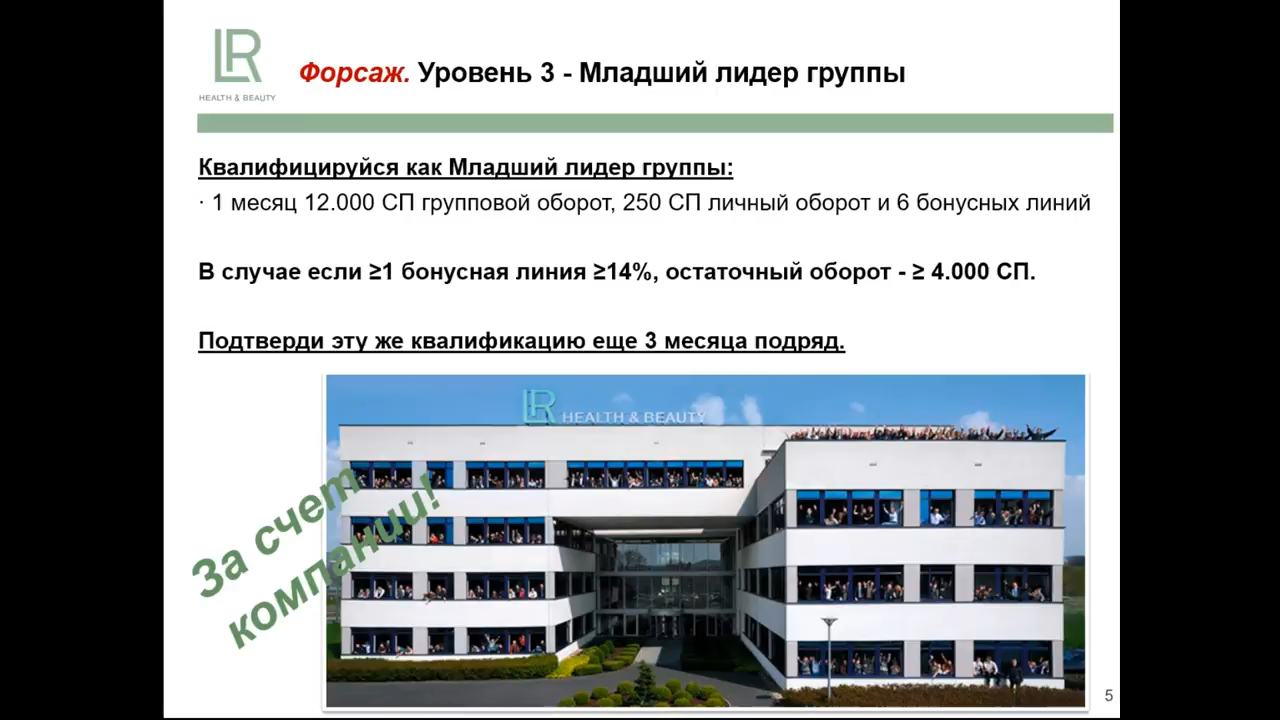 LR
HEALTH & BEAUTY
Форсаж. Уровень 3 - Младший лидер группы
Квалифицируйся как Младший лидер группы:
· 1 месяц 12.000 СП групповой оборот, 250 СП личный оборот и 6 бонусных линий
В случае если ≥1 бонусная линия ≥14%, остаточный оборот - ≥ 4.000 СП.
Подтверди эту же квалификацию еще 3 месяца подряд.
LR HEALTH & BEAUTY
За счет
компании!
5